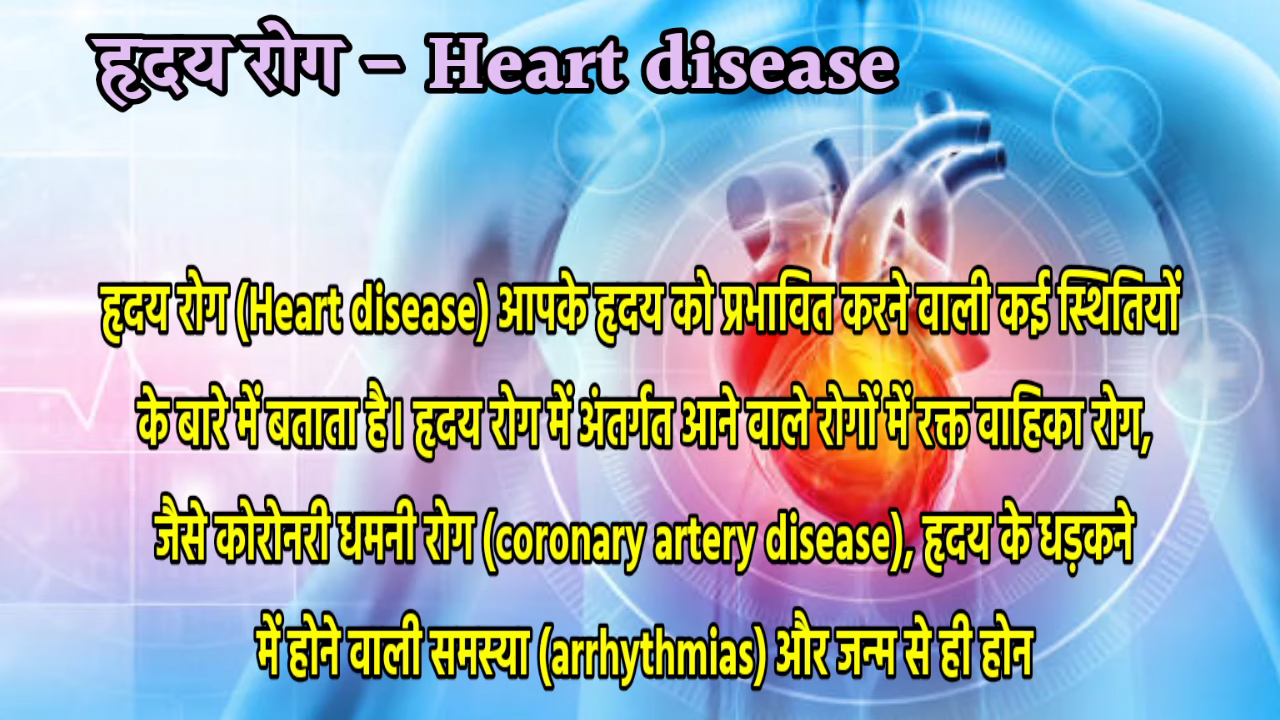 हृदय रोग – Heart disease
हृदय रोग (Heart disease) आपके हृदय को प्रभावित करने वाली कई स्थितियों
के बारे में बताता है। हृदय रोग में अंतर्गत आने वाले रोगों में रक्त वाहिका रोग,
जैसे कोरोनरी धमनी रोग (coronary artery disease), हृदय के धड़कने
में होने वाली समस्या (arrhythmias) और जन्म से ही होन